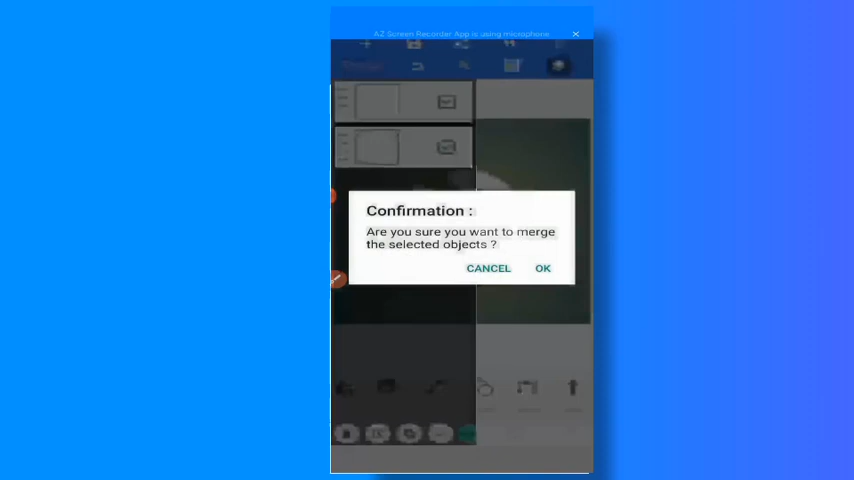 AZ Screen Recorder App is using microphone
Confirmation :
Are you sure you want to merge
the selected objects ?
CANCEL OK